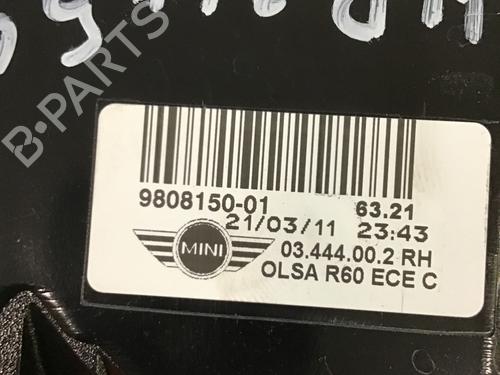 B-PARTS
9808150-01 63.21
21/03/11 23:43
MINI
03.444.00.2 RH
OLSA R60 ECE C